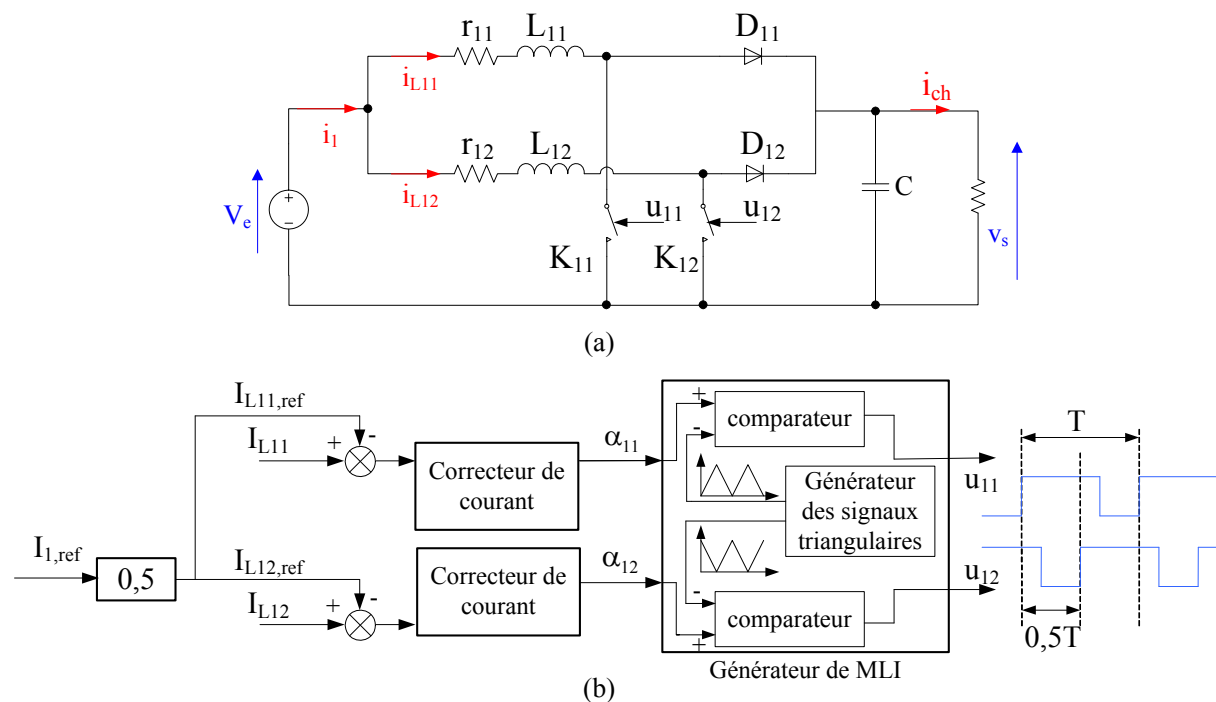 r11 L11 D11
iL11
i1
ich
r12 L12 D12
iL12
+
−
Ve
u11 u12
C
vs
K11 K12
(a)
IL11,ref
IL11 + -
Correcteur de
courant
α11
+
-
comparateur
Générateur
des signaux
triangulaires
T
u11
I1,ref
0,5
IL12,ref
IL12 + -
Correcteur de
courant
α12
-
+
comparateur
u12
0,5T
Générateur de MLI
(b)